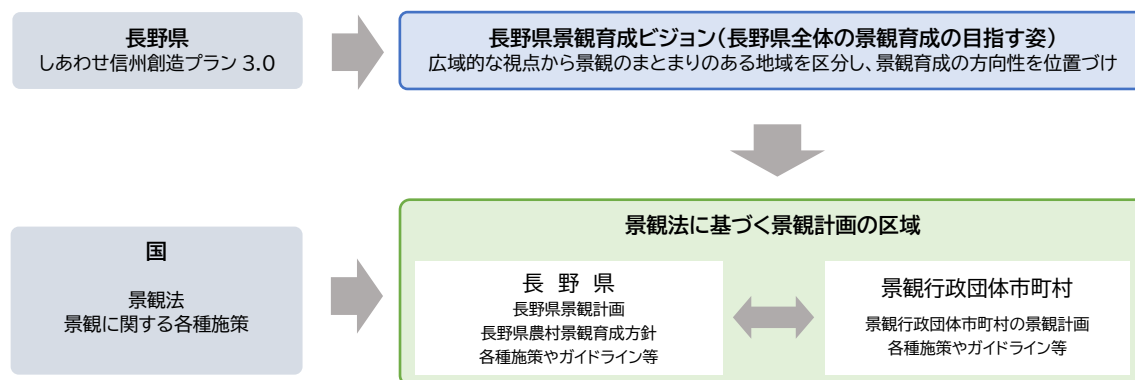 長野県
しあわせ信州創造プラン 3.0
長野県景観育成ビジョン(長野県全体の景観育成の目指す姿)
広域的な視点から景観のまとまりのある地域を区分し、景観育成の方向性を位置づけ
国
景観法
景観に関する各種施策
景観法に基づく景観計画の区域
長 野 県
長野県景観計画
長野県農村景観育成方針
各種施策やガイドライン等
景観行政団体市町村
景観行政団体市町村の景観計画
各種施策やガイドライン等